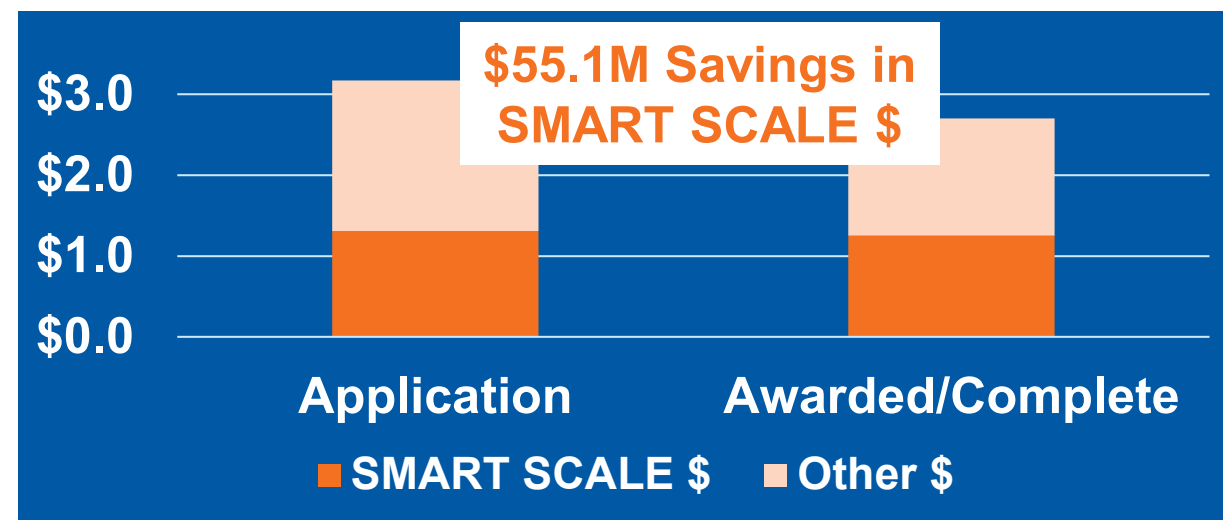 $55.1M Savings in
SMART SCALE $
$3.0
$2.0
$1.0
$0.0
Application
Awarded/Complete
SMART SCALE $
Other $